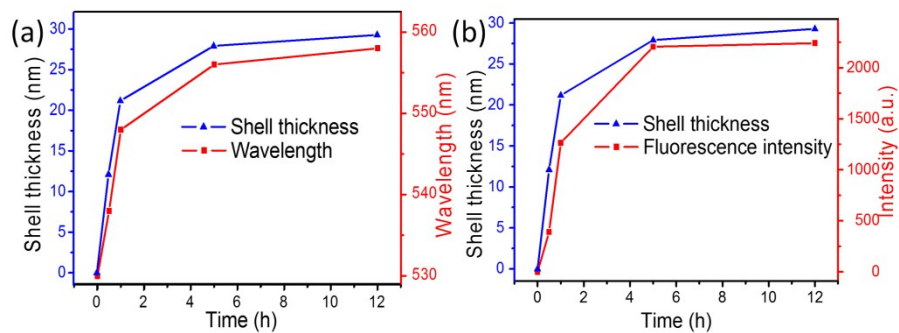 (a)
Shell thickness (nm)
30
25
20
15
10
5
0
Shell thickness
Wavelength
560
550
540
530
Wavelength (nm)
0 2 4 6 8 10 12
Time (h)
(b)
Shell thickness (nm)
30
25
20
15
10
5
0
Shell thickness
Fluorescence intensity
2000
1500
1000
500
0
Intensity (a.u.)
0 2 4 6 8 10 12
Time (h)